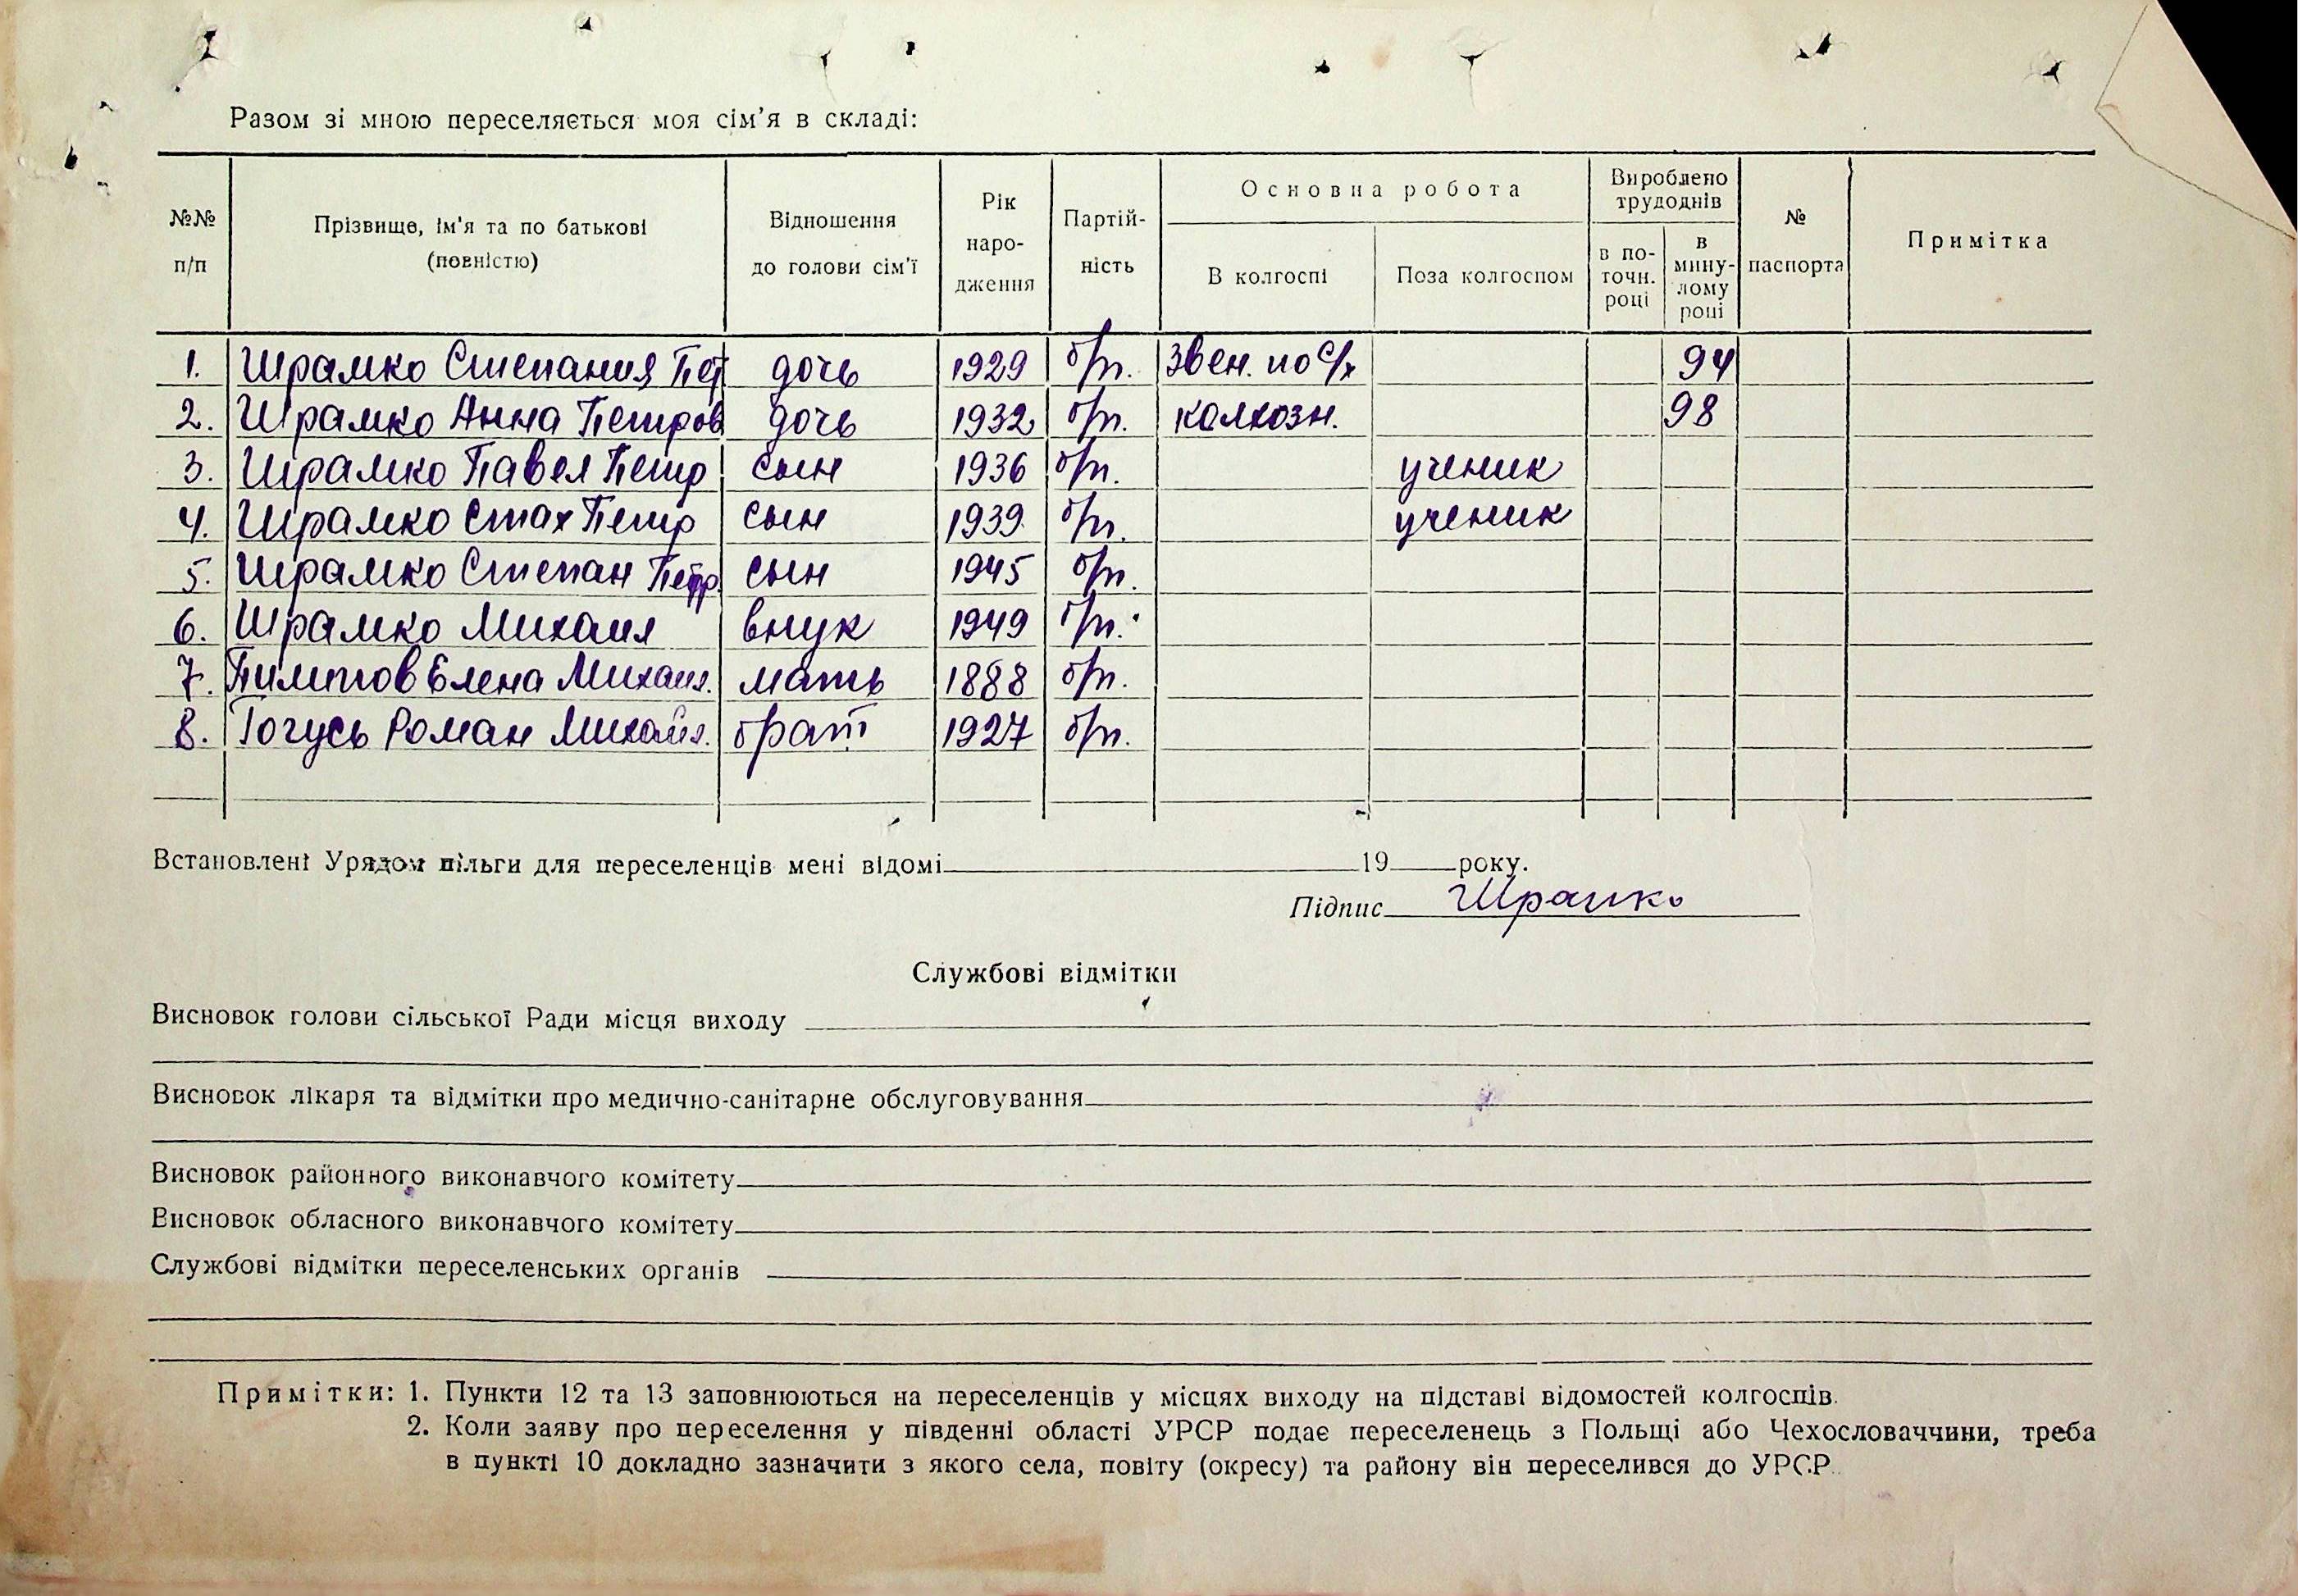 Разом зі мною переселяється моя сім'я в складі:
№№ п/п Прізвище, ім'я та по батькові (повністю) Відношення до голови сім'ї Рік народження Партійність Основна робота В колгоспі Поза колгоспом Вироблено трудоднів в поточн. році в минулому році № паспорта Примітка
1. Шрамко Степания Пет дочь 1929 б/п. Звен. по с/х 94
2. Шрамко Анна Петров дочь 1932 б/п. колхозн. 98
3. Шрамко Павел Петр сын 1936 б/п. ученик
4. Шрамко Стах Петр сын 1939 б/п. ученик
5. Шрамко Степан Петр. сын 1945 б/п.
6. Шрамко Михаил внук 1949 б/п.
7. Елена Михаил. мать 1888 б/п.
8. Гогусь Роман Михайл. брат 1927 б/п.
Встановлені Урядом пільги для переселенців мені відомі 19 року.
Підпис Шрамко
Службові відмітки
Висновок голови сільської Ради місця виходу
Висновок лікаря та відмітки про медично-санітарне обслуговування
Висновок районного виконавчого комітету
Висновок обласного виконавчого комітету
Службові відмітки переселенських органів
Примітки: 1. Пункти 12 та 13 заповнюються на переселенців у місцях виходу на підставі відомостей колгоспів.
2. Коли заяву про переселення у південні області УРСР подає переселенець з Польщі або Чехословаччини, треба
в пункті 10 докладно зазначити з якого села, повіту (окресу) та району він переселився до УРСР.